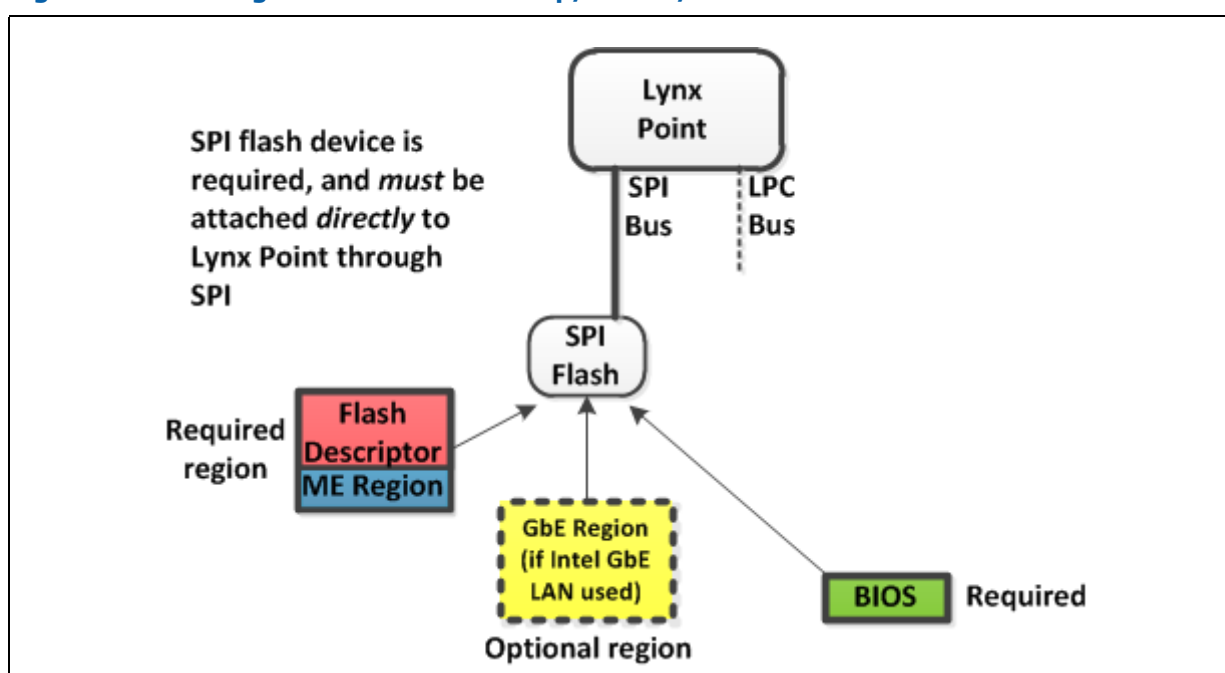 Lynx
Point
SPI flash device is
required, and must be
attached directly to
Lynx Point through
SPI
SPI
Bus
LPC
Bus
SPI
Flash
Required
region
Flash
Descriptor
ME Region
GbE Region
(if Intel GbE
LAN used)
Optional region
BIOS
Required